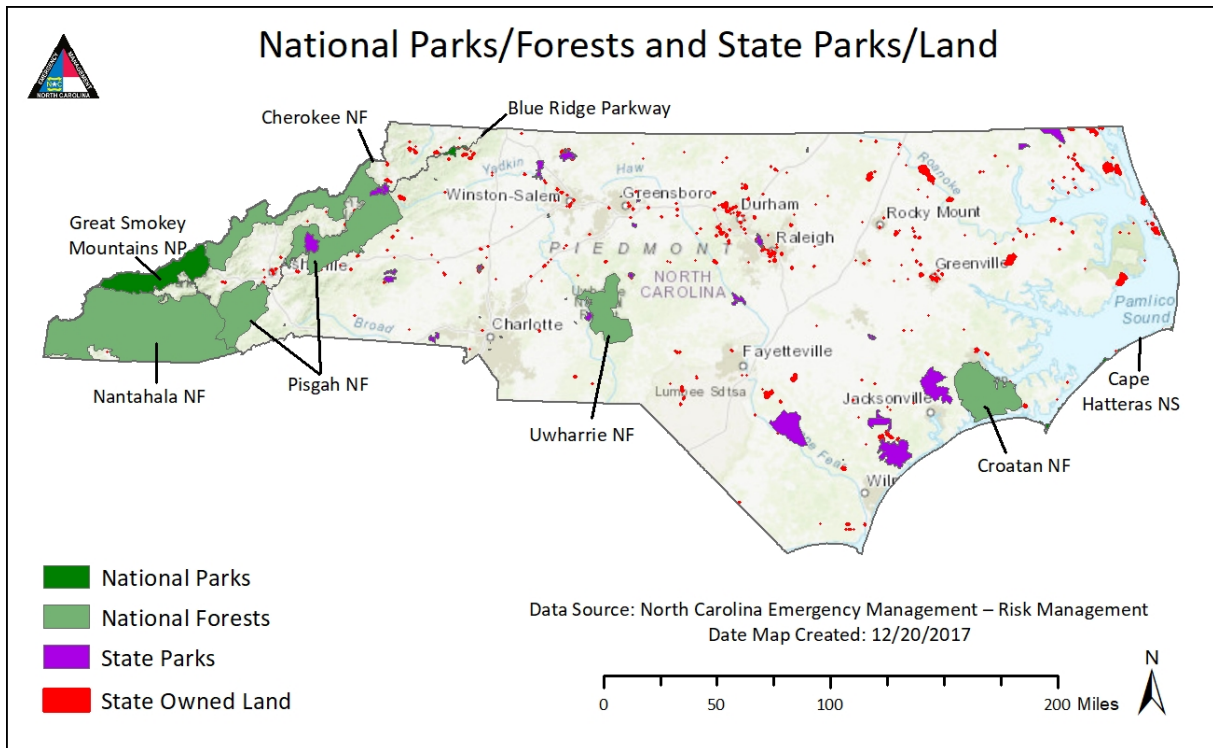 National Parks/Forests and State Parks/Land
EMERGENCY
MANAGEMENT
NORTH CAROLINA
Blue Ridge Parkway
Cherokee NF
Yadkin
Haw
Roanoke
Winston-Salem
Greensboro
Durham
Rocky Mount
Great Smokey
Mountains NP
PIEDMONT
Raleigh
NORTH
CAROLINA
Greenville
Pamlico
Sound
Broad
Charlotte
Fayetteville
Nantahala NF
Pisgah NF
Lumbee Sdtsa
Jacksonville
Cape
Hatteras NS
Uwharrie NF
Croatan NF
National Parks
National Forests
State Parks
State Owned Land
Data Source: North Carolina Emergency Management – Risk Management
Date Map Created: 12/20/2017
N
0 50 100 200 Miles